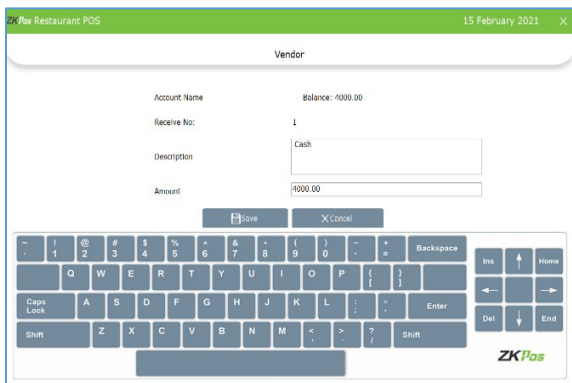 ZKPos Restaurant POS 15 February 2021 X
Vendor
Account Name Balance: 4000.00
Receive No: 1
Description Cash
Amount 4000.00
Save X Cancel
~ ! @ # $ % ^ & * ( ) - + Backspace
` 1 2 3 4 5 6 7 8 9 0 - =
Q W E R T Y U I O P { }
[ ]
Caps Lock A S D F G H J K L : " Enter
; '
Shift Z X C V B N M < > ? Shift
, . /
Ins Home
Del End
ZKPos